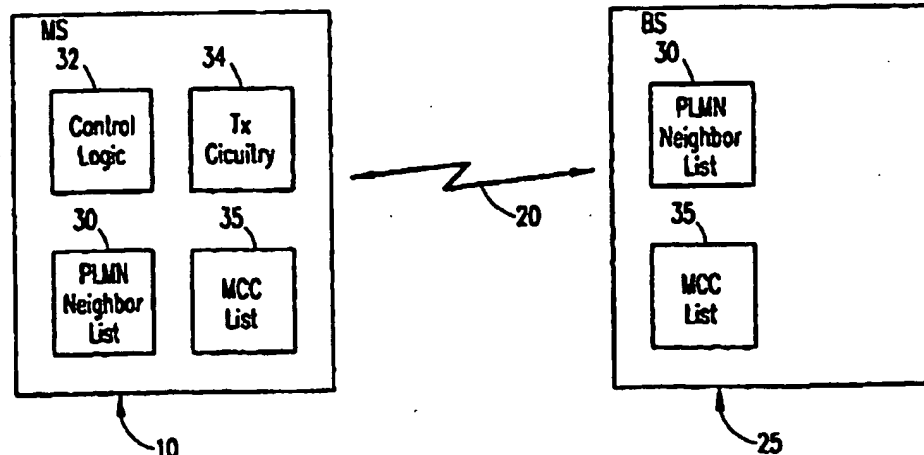 MS
32
34
Control
Logic
Tx
Cicuitry
30
35
PLMN
Neighbor
List
MCC
List
10
20
BS
30
PLMN
Neighbor
List
35
MCC
List
25